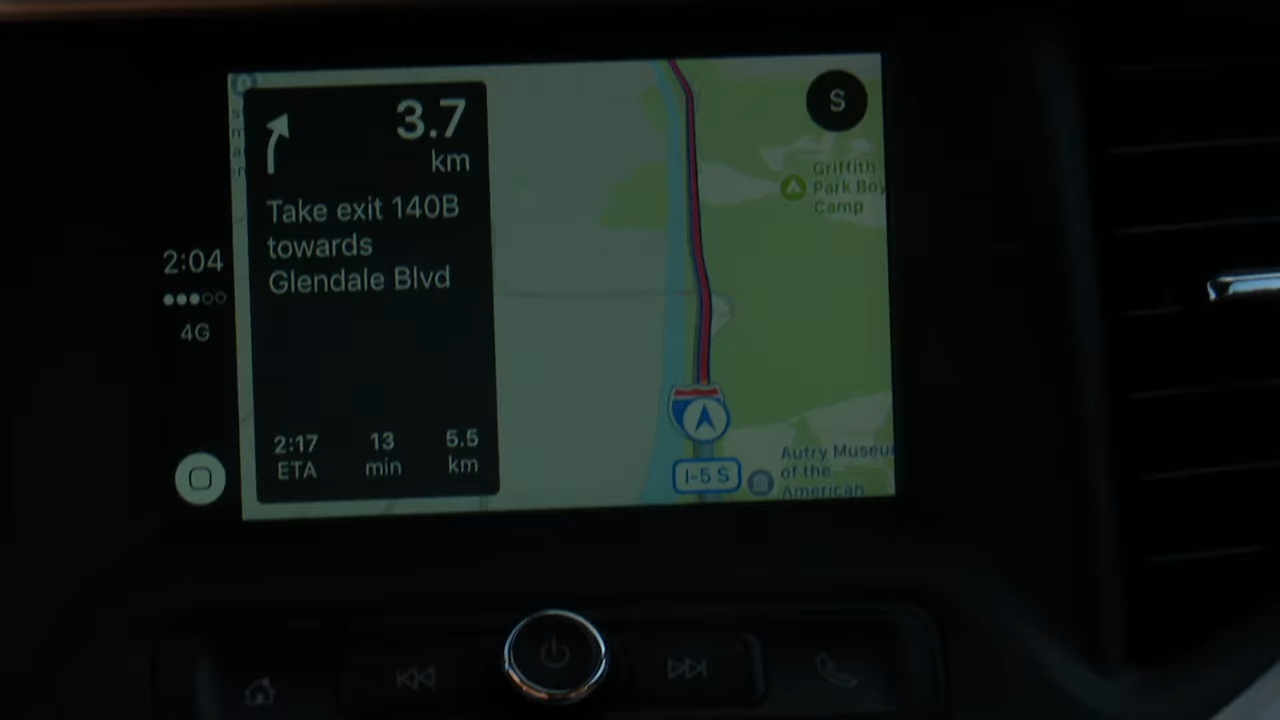 3.7
km
Take exit 140B
towards
Glendale Blvd
2:04
4G
2:17
ETA
13
min
5.5
km
S
Griffith
Park Boy
Camp
I-5 S
Autry Museu
of the
American